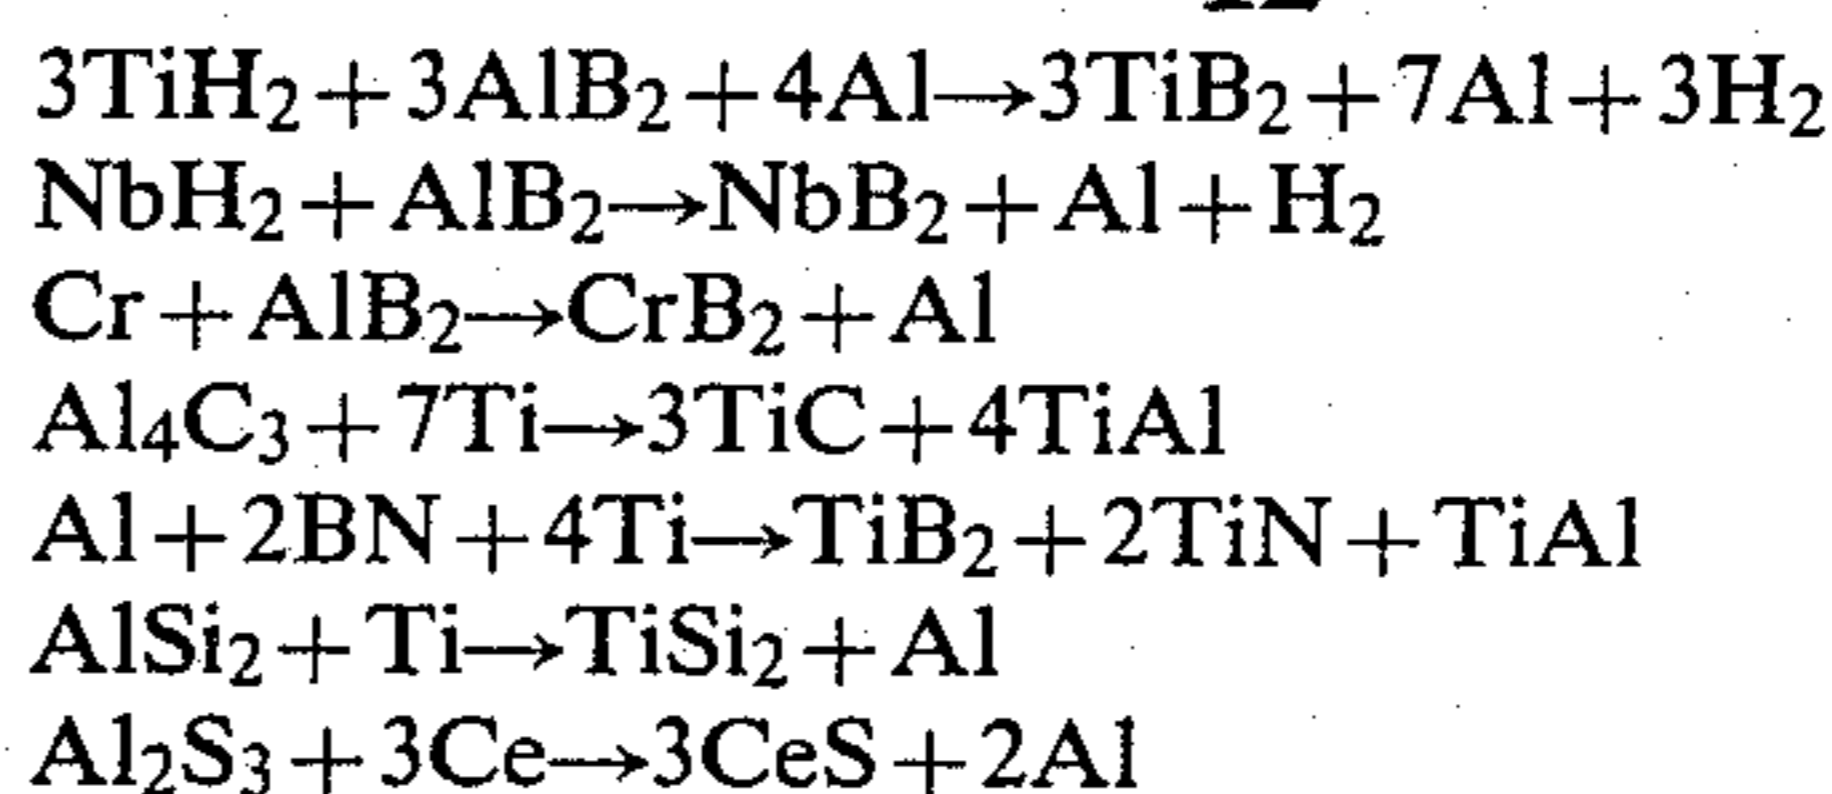 3TiH₂+3AlB₂+4Al→3TiB₂+7Al+3H₂
NbH₂+AlB₂→NbB₂+Al+H₂
Cr+AlB₂→CrB₂+Al
Al₄C₃+7Ti→3TiC+4TiAl
Al+2BN+4Ti→TiB₂+2TiN+TiAl
AlSi₂+Ti→TiSi₂+Al
Al₂S₃+3Ce→3CeS+2Al